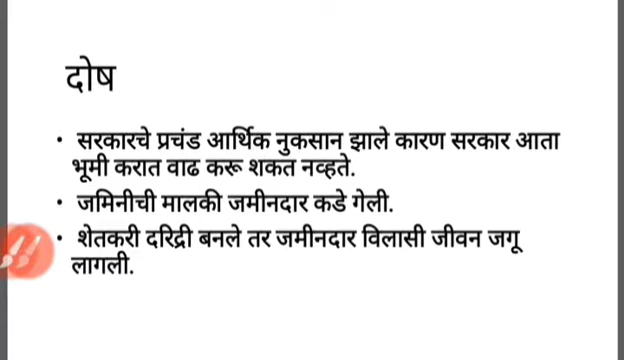 दोष
• सरकारचे प्रचंड आर्थिक नुकसान झाले कारण सरकार आता
भूमी करात वाढ करू शकत नव्हते.
• जमिनीची मालकी जमीनदार कडे गेली.
• शेतकरी दरिद्री बनले तर जमीनदार विलासी जीवन जगू
लागली.